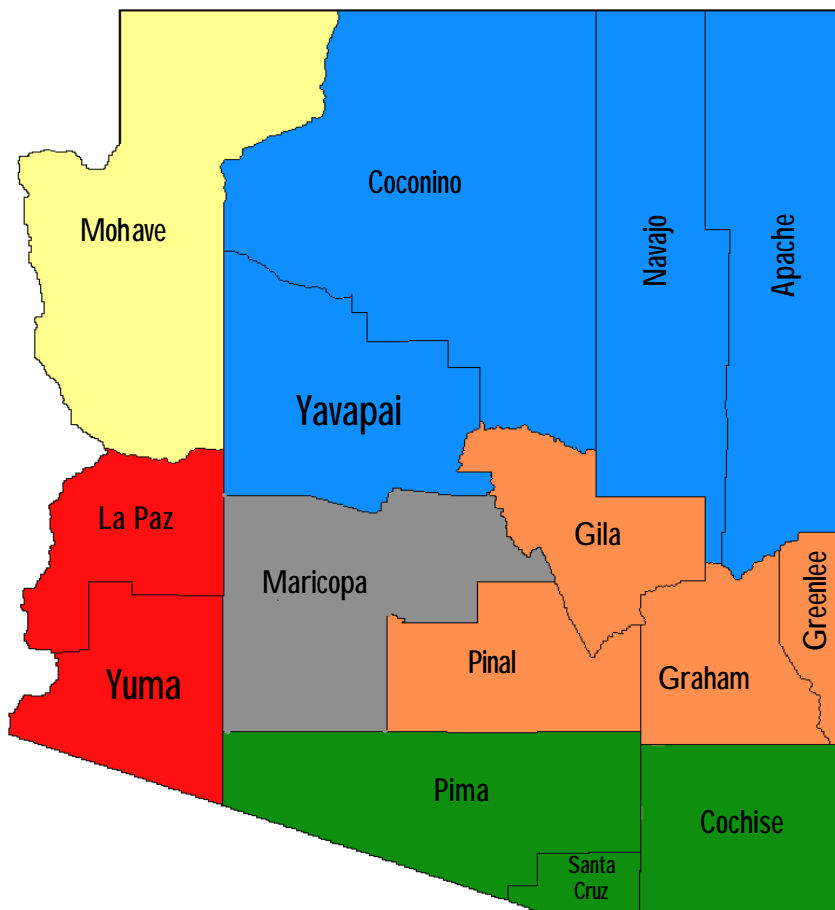 Coconino
Mohave
Navajo
Apache
Yavapai
La Paz
Gila
Maricopa
Greenlee
Yuma
Pinal
Graham
Pima
Cochise
Santa
Cruz